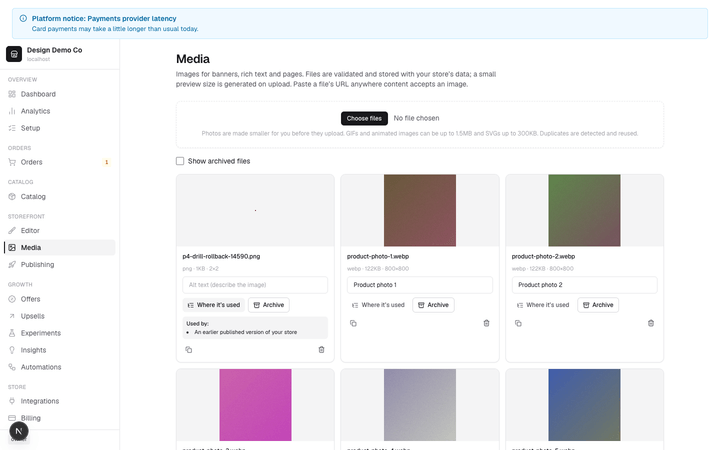 Platform notice: Payments provider latency
Card payments may take a little longer than usual today.
Design Demo Co
localhost
OVERVIEW
Dashboard
Analytics
Setup
ORDERS
Orders
1
CATALOG
Catalog
STOREFRONT
Editor
Media
Publishing
GROWTH
Offers
Upsells
Experiments
Insights
Automations
STORE
Integrations
Billing
N
Media
Images for banners, rich text and pages. Files are validated and stored with your store's data; a small
preview size is generated on upload. Paste a file's URL anywhere content accepts an image.
Choose files
No file chosen
Photos are made smaller for you before they upload. GIFs and animated images can be up to 1.5MB and SVGs up to 300KB. Duplicates are detected and reused.
Show archived files
p4-drill-rollback-14590.png
png · 1KB · 2×2
Alt text (describe the image)
Where it's used
Archive
Used by:
• An earlier published version of your store
product-photo-1.webp
webp · 122KB · 800×800
Product photo 1
Where it's used
Archive
product-photo-2.webp
webp · 122KB · 800×800
Product photo 2
Where it's used
Archive